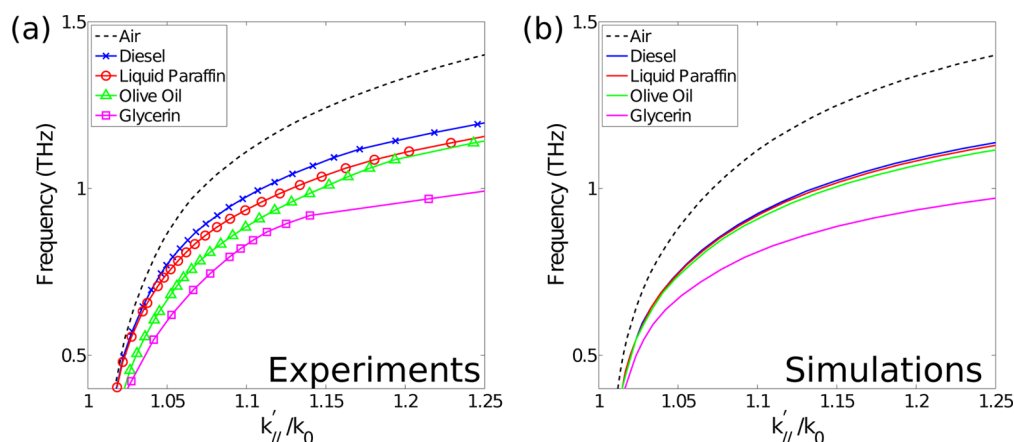 (a)
1.5
Air
Diesel
Liquid Paraffin
Olive Oil
Glycerin
Frequency (THz)
1
0.5
Experiments
1 1.05 1.1 1.15 1.2 1.25
k'//​/k0
(b)
1.5
Air
Diesel
Liquid Paraffin
Olive Oil
Glycerin
Frequency (THz)
1
0.5
Simulations
1 1.05 1.1 1.15 1.2 1.25
k'///k0